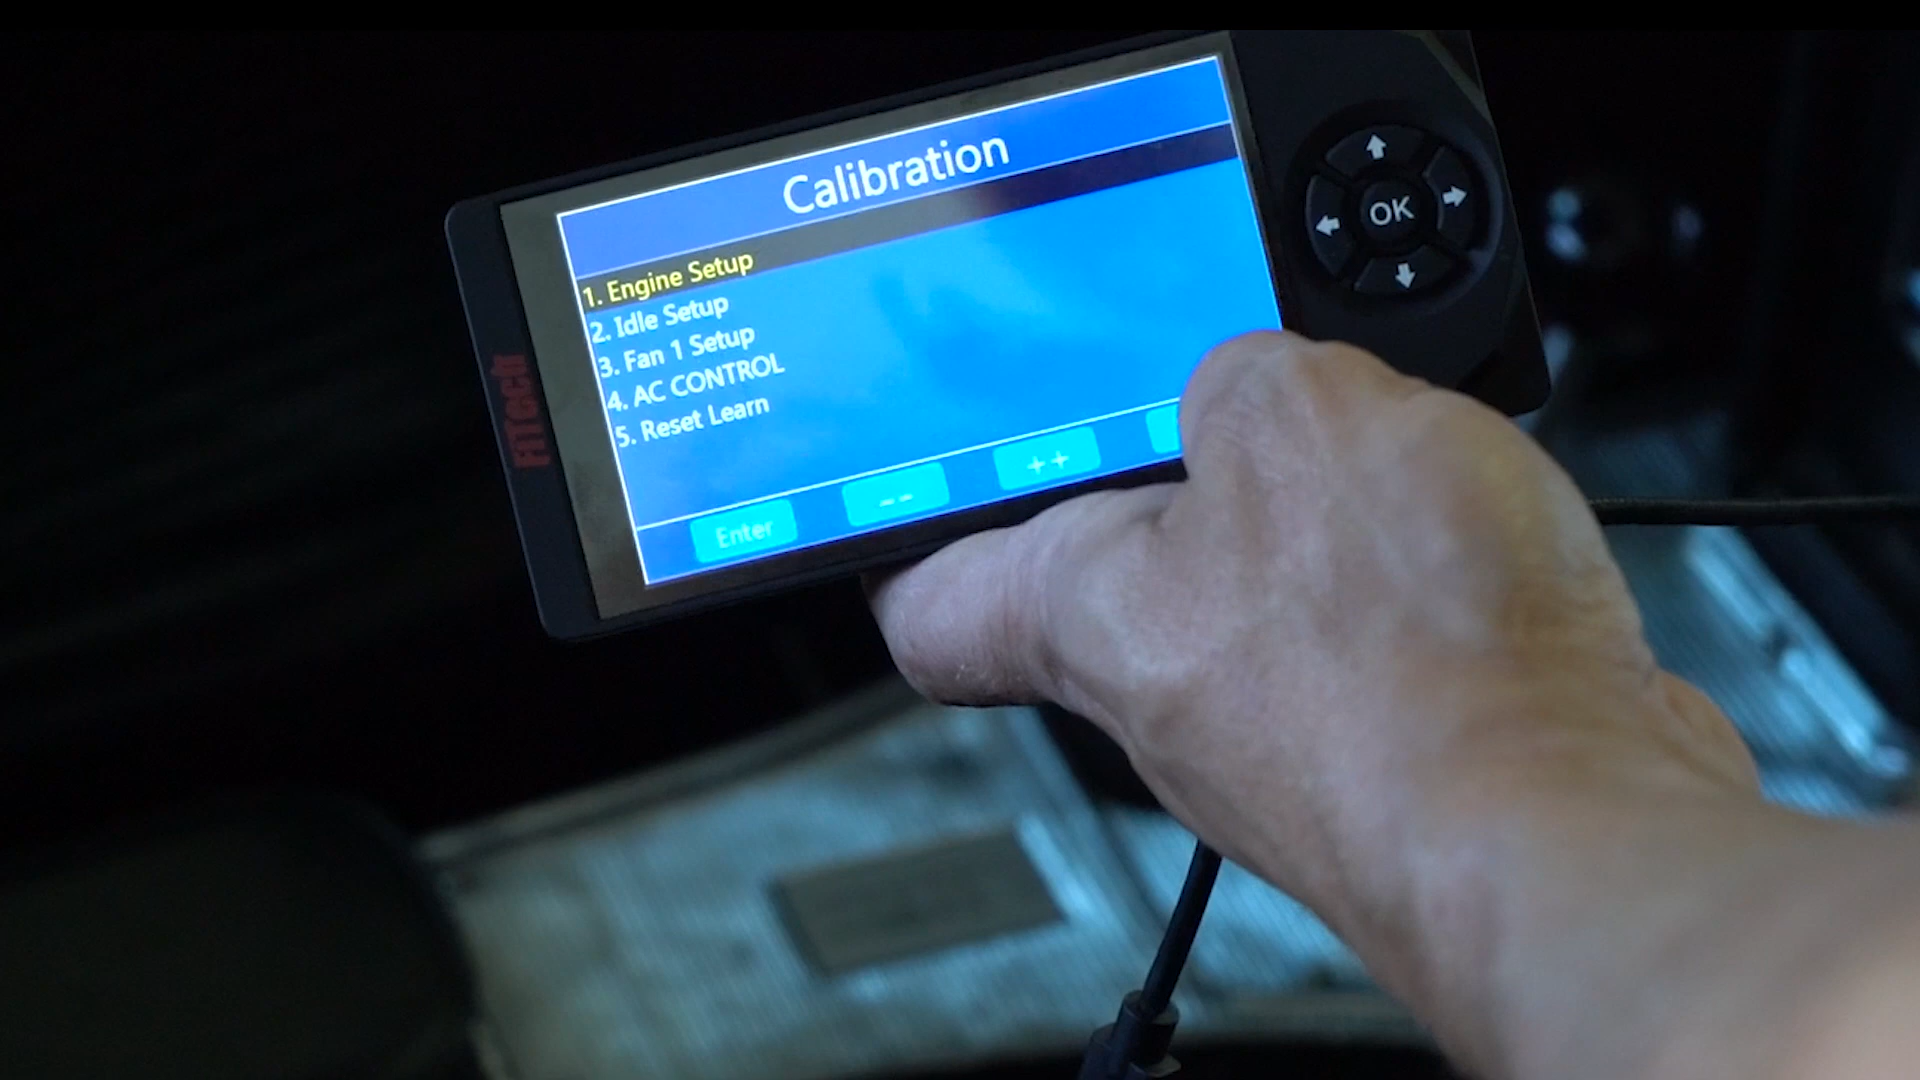 Calibration
1. Engine Setup
2. Idle Setup
3. Fan 1 Setup
4. AC CONTROL
5. Reset Learn
Enter
--
++
OK
FiTech